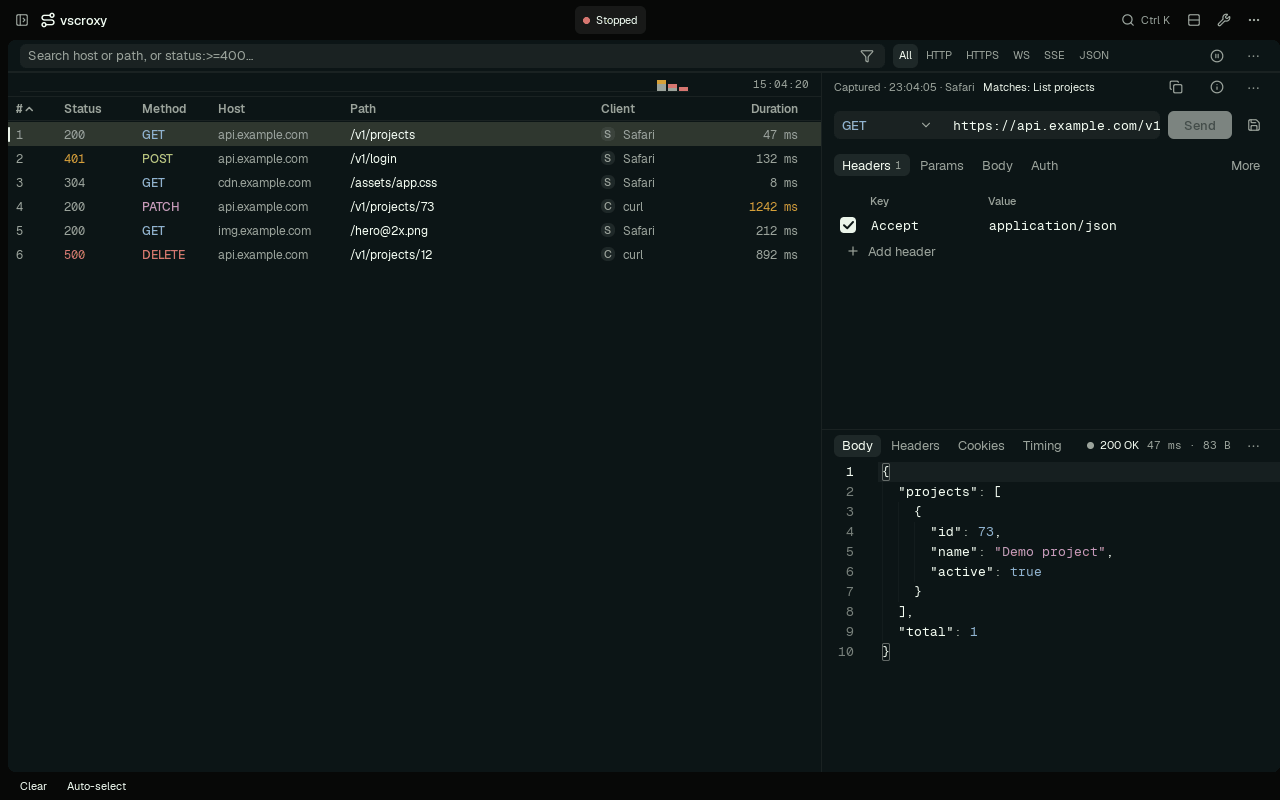 vscroxy
Stopped
Ctrl K
Search host or path, or status:>=400…
All HTTP HTTPS WS SSE JSON
15:04:20
# Status Method Host Path Client Duration
1 200 GET api.example.com /v1/projects S Safari 47 ms
2 401 POST api.example.com /v1/login S Safari 132 ms
3 304 GET cdn.example.com /assets/app.css S Safari 8 ms
4 200 PATCH api.example.com /v1/projects/73 C curl 1242 ms
5 200 GET img.example.com /hero@2x.png S Safari 212 ms
6 500 DELETE api.example.com /v1/projects/12 C curl 892 ms
Captured · 23:04:05 · Safari Matches: List projects
GET https://api.example.com/v1 Send
Headers 1 Params Body Auth More
Key Value
Accept application/json
Add header
Body Headers Cookies Timing 200 OK 47 ms · 83 B
1 {
2 "projects": [
3 {
4 "id": 73,
5 "name": "Demo project",
6 "active": true
7 }
8 ],
9 "total": 1
10 }
Clear Auto-select